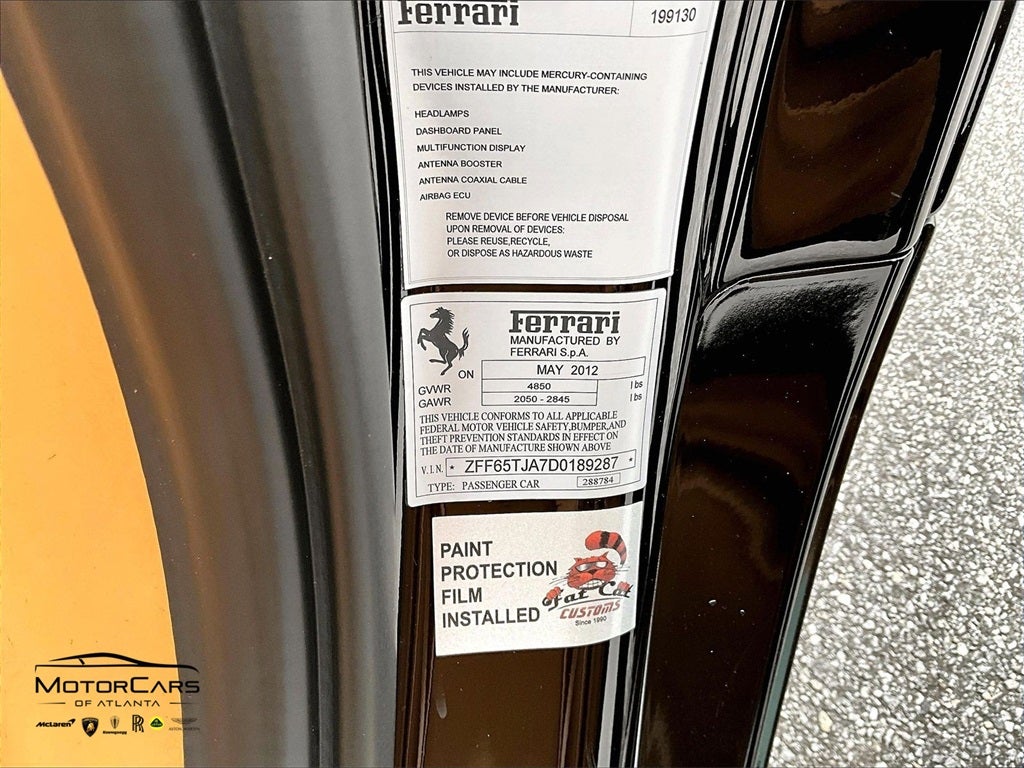 Ferrari
199130
THIS VEHICLE MAY INCLUDE MERCURY-CONTAINING
DEVICES INSTALLED BY THE MANUFACTURER:
HEADLAMPS
DASHBOARD PANEL
MULTIFUNCTION DISPLAY
ANTENNA BOOSTER
ANTENNA COAXIAL CABLE
AIRBAG ECU
REMOVE DEVICE BEFORE VEHICLE DISPOSAL
UPON REMOVAL OF DEVICES:
PLEASE REUSE,RECYCLE,
OR DISPOSE AS HAZARDOUS WASTE
Ferrari
MANUFACTURED BY
FERRARI S.p.A.
ON MAY 2012
GVWR 4850 lbs
GAWR 2050 - 2845 lbs
THIS VEHICLE CONFORMS TO ALL APPLICABLE
FEDERAL MOTOR VEHICLE SAFETY,BUMPER,AND
THEFT PREVENTION STANDARDS IN EFFECT ON
THE DATE OF MANUFACTURE SHOWN ABOVE
V.I.N. * ZFF65TJA7D0189287 *
TYPE: PASSENGER CAR 288784
PAINT
PROTECTION
FILM
INSTALLED
Fat Cat
CUSTOMS
Since 1990
MOTORCARS
OF ATLANTA
McLaren
Koenigsegg
RR
ASTON MARTIN